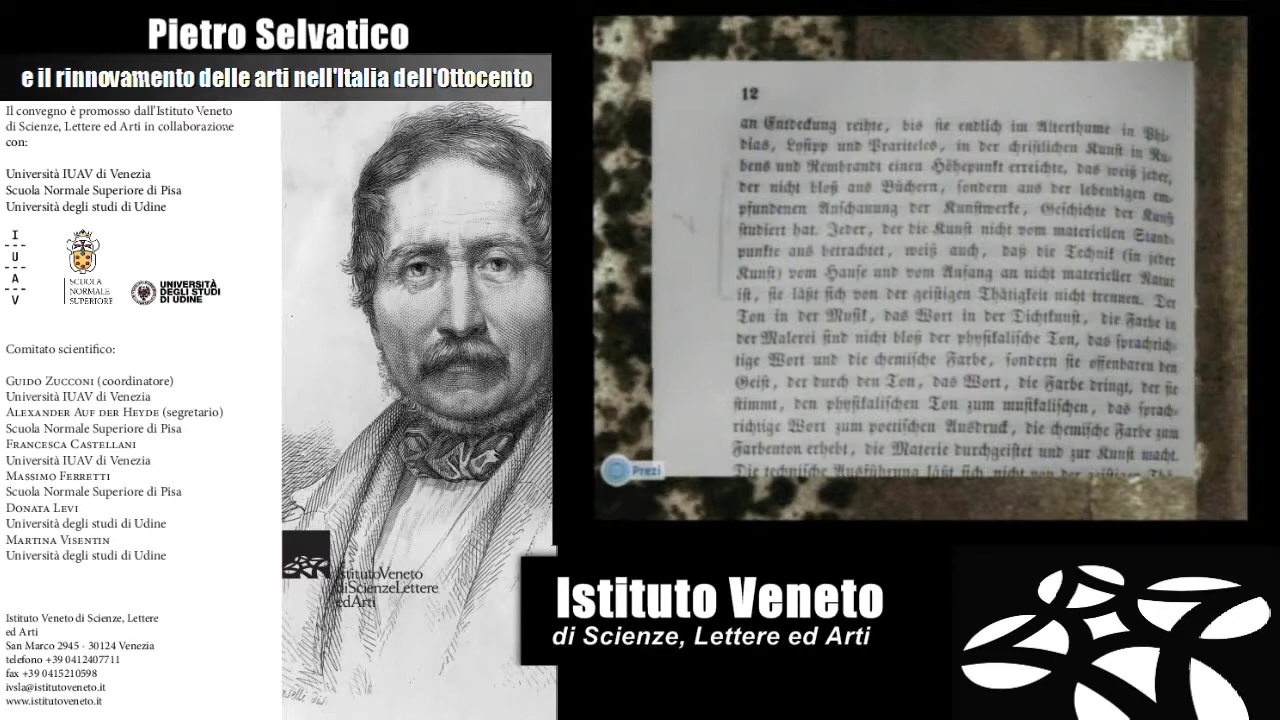 Pietro Selvatico
e il rinnovamento delle arti nell'Italia dell'Ottocento
Il convegno è promosso dall'Istituto Veneto
di Scienze, Lettere ed Arti in collaborazione
con:
Università IUAV di Venezia
Scuola Normale Superiore di Pisa
Università degli studi di Udine
I
U
A
V
SCUOLA
NORMALE
SUPERIORE
UNIVERSITÀ
DEGLI STUDI
DI UDINE
Comitato scientifico:
Guido Zucconi (coordinatore)
Università IUAV di Venezia
Alexander Auf der Heyde (segretario)
Scuola Normale Superiore di Pisa
Francesca Castellani
Università IUAV di Venezia
Massimo Ferretti
Scuola Normale Superiore di Pisa
Donata Levi
Università degli studi di Udine
Martina Visentin
Università degli studi di Udine
Istituto Veneto di Scienze, Lettere
ed Arti
San Marco 2945 - 30124 Venezia
telefono +39 0412407711
fax +39 0415210598
ivsla@istitutoveneto.it
www.istitutoveneto.it
IstitutoVeneto
diScienzeLettere
edArti
12
an Entdeckung reihte, bis sie endlich im Alterthume in Phi-
dias, Lysipp und Praxiteles, in der christlichen Kunst in Ru-
bens und Rembrandt einen Höhepunkt erreichte, das weiß jeder,
der nicht bloß aus Büchern, sondern aus der lebendigen em-
pfundenen Anschauung der Kunstwerke, Geschichte der Kunst
studiert hat. Jeder, der die Kunst nicht vom materiellen Stand-
punkte aus betrachtet, weiß auch, daß die Technik (in jeder
Kunst) vom Hause und vom Anfang an nicht materieller Natur
ist, sie läßt sich von der geistigen Thätigkeit nicht trennen. Der
Ton in der Musik, das Wort in der Dichtkunst, die Farbe in
der Malerei sind nicht bloß der physikalische Ton, das sprachrich-
tige Wort und die chemische Farbe, sondern sie offenbaren den
Geist, der durch den Ton, das Wort, die Farbe dringt, der sie
stimmt, den physikalischen Ton zum musikalischen, das sprach-
richtige Wort zum poetischen Ausdruck, die chemische Farbe zum
Farbenton erhebt, die Materie durchgeistet und zur Kunst macht.
Die technische Ausführung läßt sich nicht von der geistigen Thä-
Prezi
Istituto Veneto
di Scienze, Lettere ed Arti